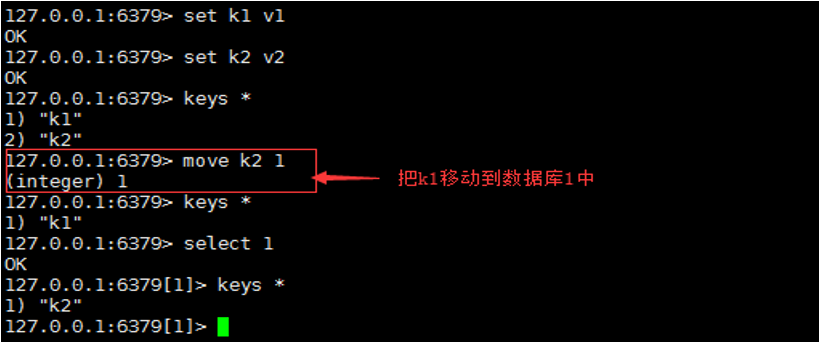 127.0.0.1:6379> set k1 v1
OK
127.0.0.1:6379> set k2 v2
OK
127.0.0.1:6379> keys *
1) "k1"
2) "k2"
127.0.0.1:6379> move k2 1
(integer) 1
把k1移动到数据库1中
127.0.0.1:6379> keys *
1) "k1"
127.0.0.1:6379> select 1
OK
127.0.0.1:6379[1]> keys *
1) "k2"
127.0.0.1:6379[1]>